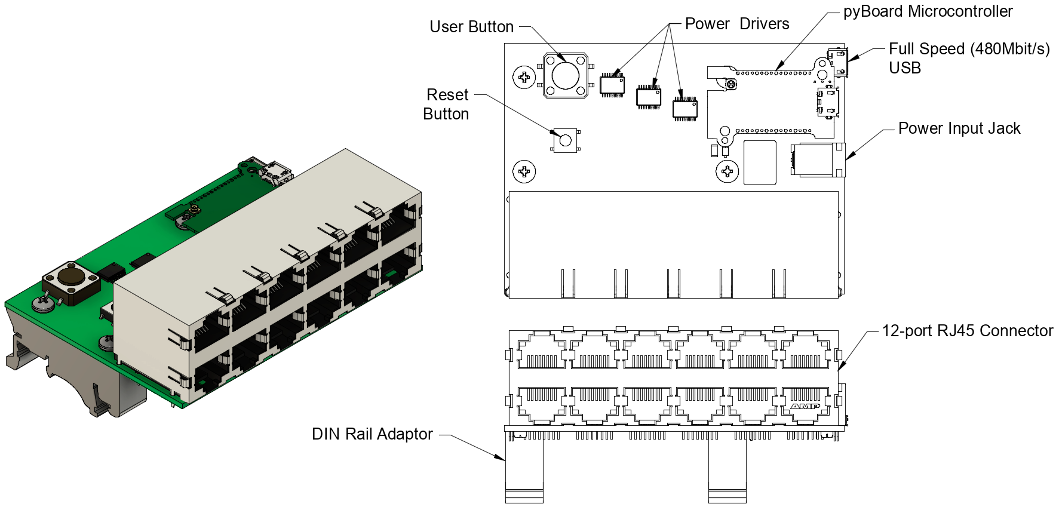 User Button
Power Drivers
pyBoard Microcontroller
Full Speed (480Mbit/s)
USB
Reset
Button
Power Input Jack
12-port RJ45 Connector
AMP
DIN Rail Adaptor